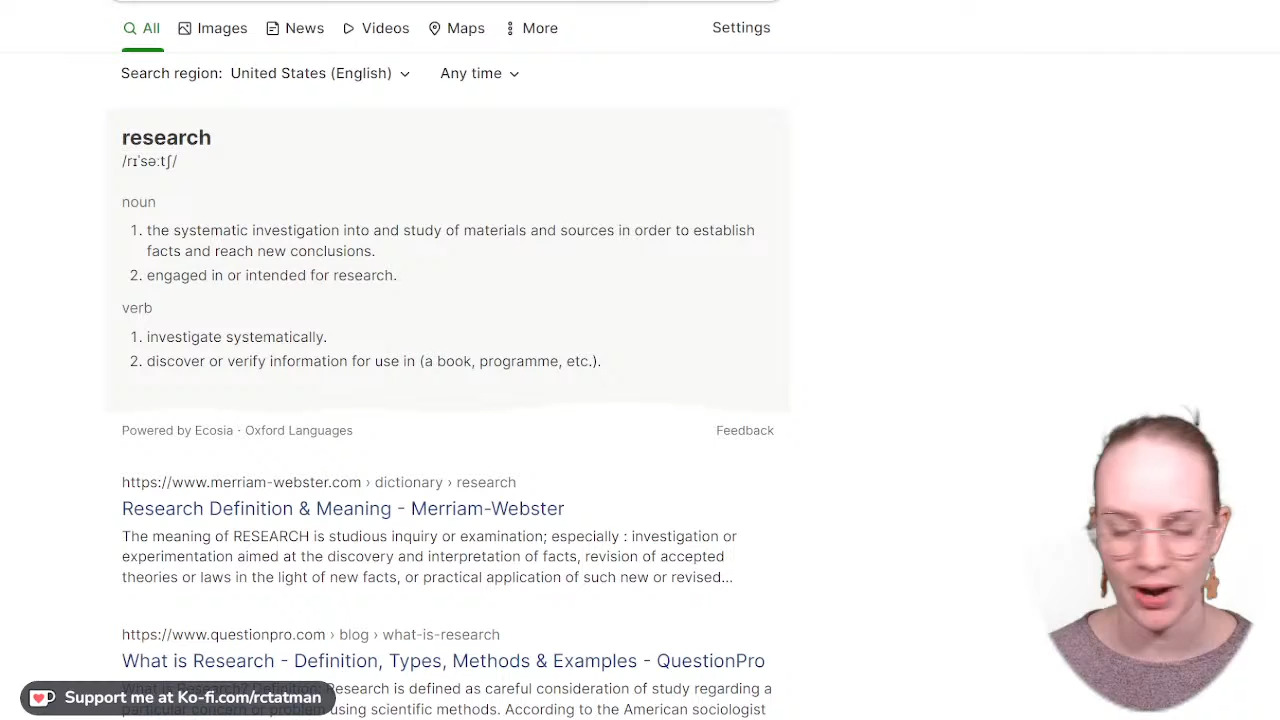 All Images News Videos Maps More Settings
Search region: United States (English) Any time
research
/rɪˈsəːtʃ/
noun
1. the systematic investigation into and study of materials and sources in order to establish
facts and reach new conclusions.
2. engaged in or intended for research.
verb
1. investigate systematically.
2. discover or verify information for use in (a book, programme, etc.).
Powered by Ecosia · Oxford Languages Feedback
https://www.merriam-webster.com › dictionary › research
Research Definition & Meaning - Merriam-Webster
The meaning of RESEARCH is studious inquiry or examination; especially : investigation or
experimentation aimed at the discovery and interpretation of facts, revision of accepted
theories or laws in the light of new facts, or practical application of such new or revised...
https://www.questionpro.com › blog › what-is-research
What is Research - Definition, Types, Methods & Examples - QuestionPro
What is Research? Definition: Research is defined as careful consideration of study regarding a
particular concern or problem using scientific methods. According to the American sociologist
Support me at Ko-fi.com/rctatman